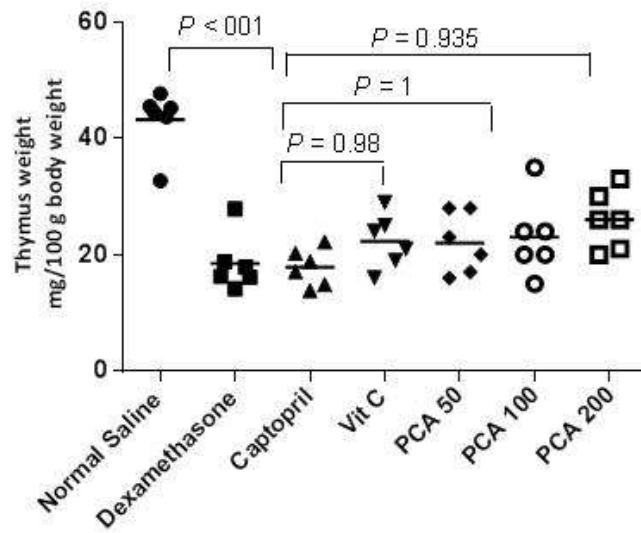 60
40
20
0
Thymus weight
mg/100 g body weight
P <001
P = 0.935
P = 1
P = 0.98
Normal Saline
Dexamethasone
Captopril
Vit C
PCA 50
PCA 100
PCA 200